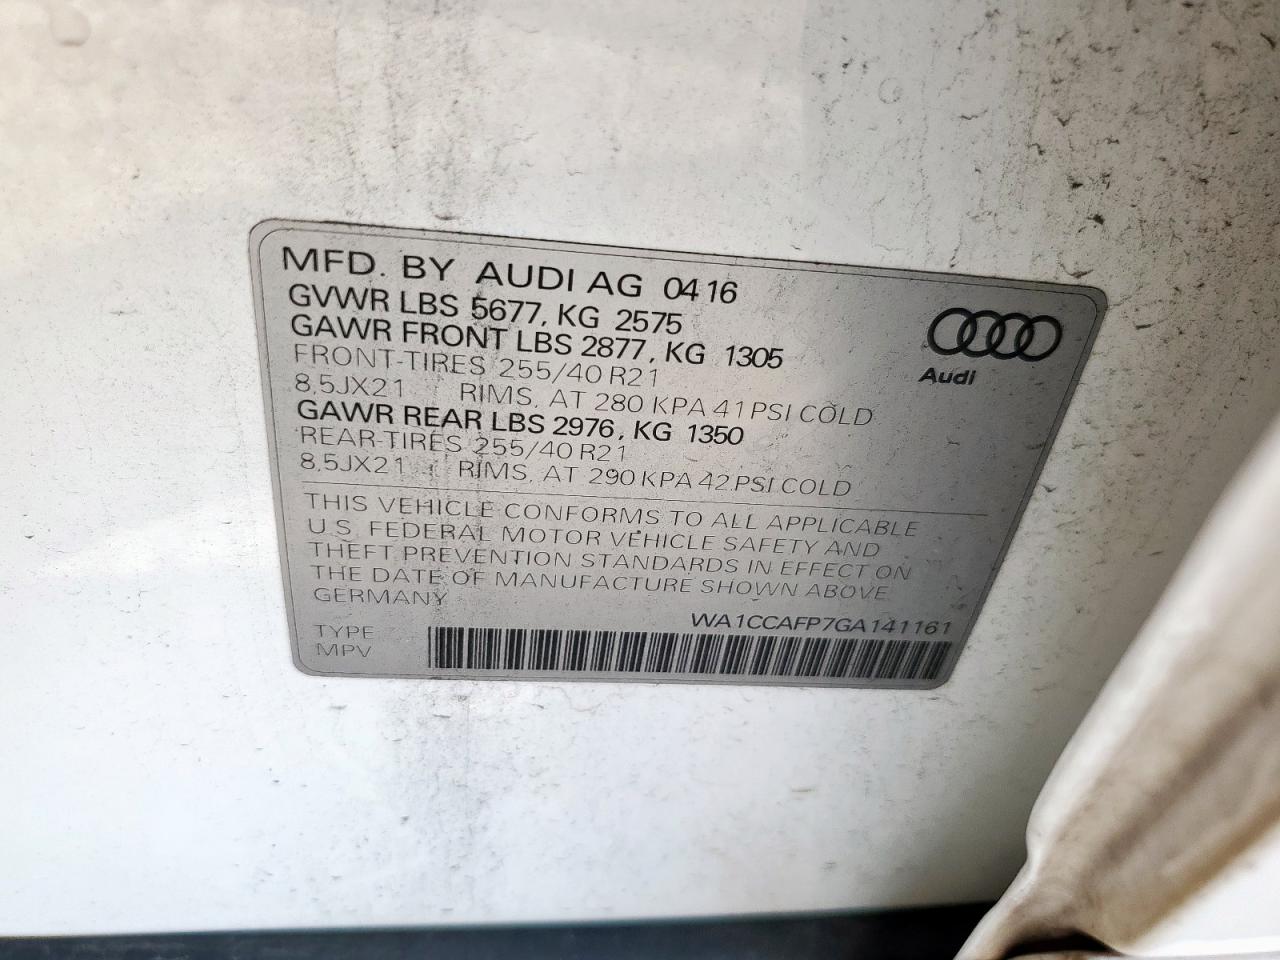 MFD. BY AUDI AG 04 16
GVWR LBS 5677, KG 2575
GAWR FRONT LBS 2877, KG 1305
FRONT-TIRES 255/40 R21
8,5JX21 RIMS, AT 280 KPA 41 PSI COLD
GAWR REAR LBS 2976, KG 1350
REAR-TIRES 255/40 R21
8,5JX21 RIMS, AT 290 KPA 42 PSI COLD
THIS VEHICLE CONFORMS TO ALL APPLICABLE
U.S. FEDERAL MOTOR VEHICLE SAFETY AND
THEFT PREVENTION STANDARDS IN EFFECT ON
THE DATE OF MANUFACTURE SHOWN ABOVE
GERMANY
WA1CCAFP7GA141161
TYPE
MPV
Audi